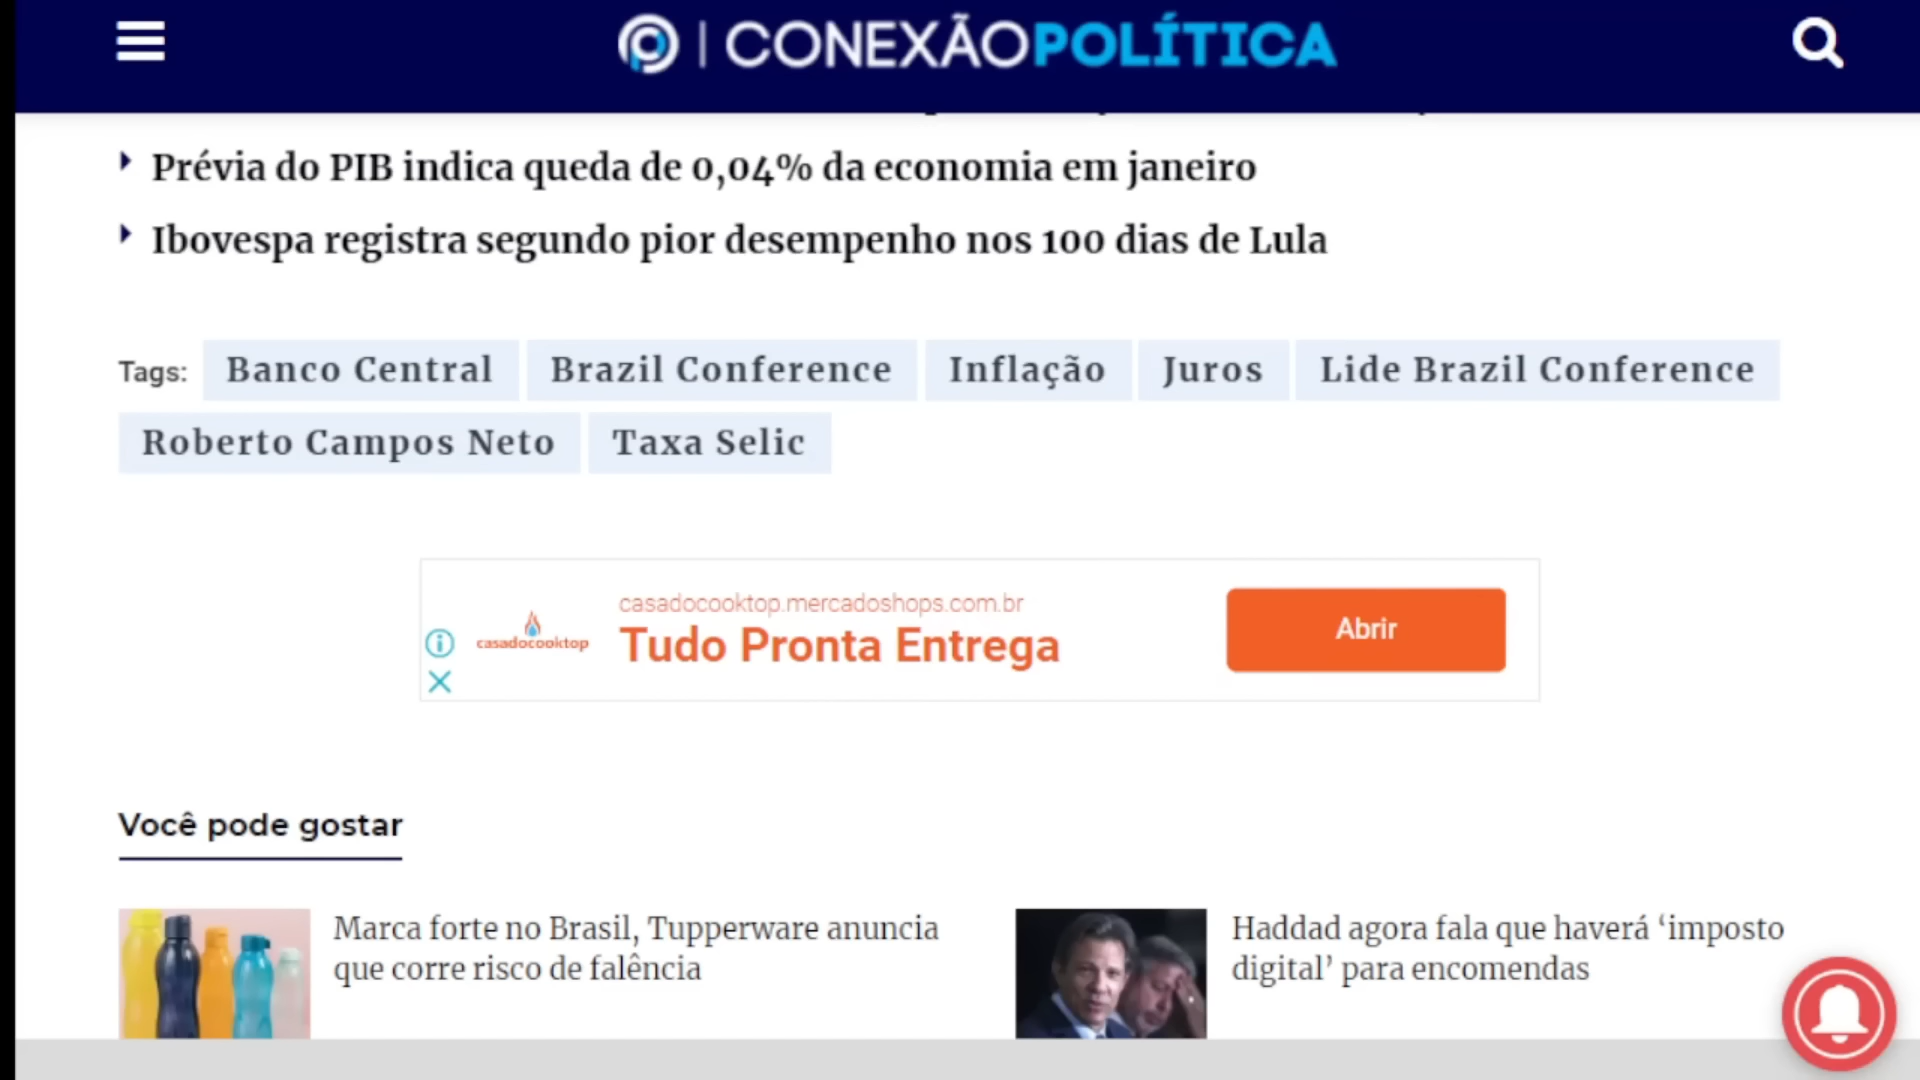 CONEXÃOPOLÍTICA
Prévia do PIB indica queda de 0,04% da economia em janeiro
Ibovespa registra segundo pior desempenho nos 100 dias de Lula
Tags: Banco Central Brazil Conference Inflação Juros Lide Brazil Conference
Roberto Campos Neto Taxa Selic
casadocooktop.mercadoshops.com.br
casadocooktop Tudo Pronta Entrega Abrir
Você pode gostar
Marca forte no Brasil, Tupperware anuncia
que corre risco de falência
Haddad agora fala que haverá ‘imposto
digital’ para encomendas